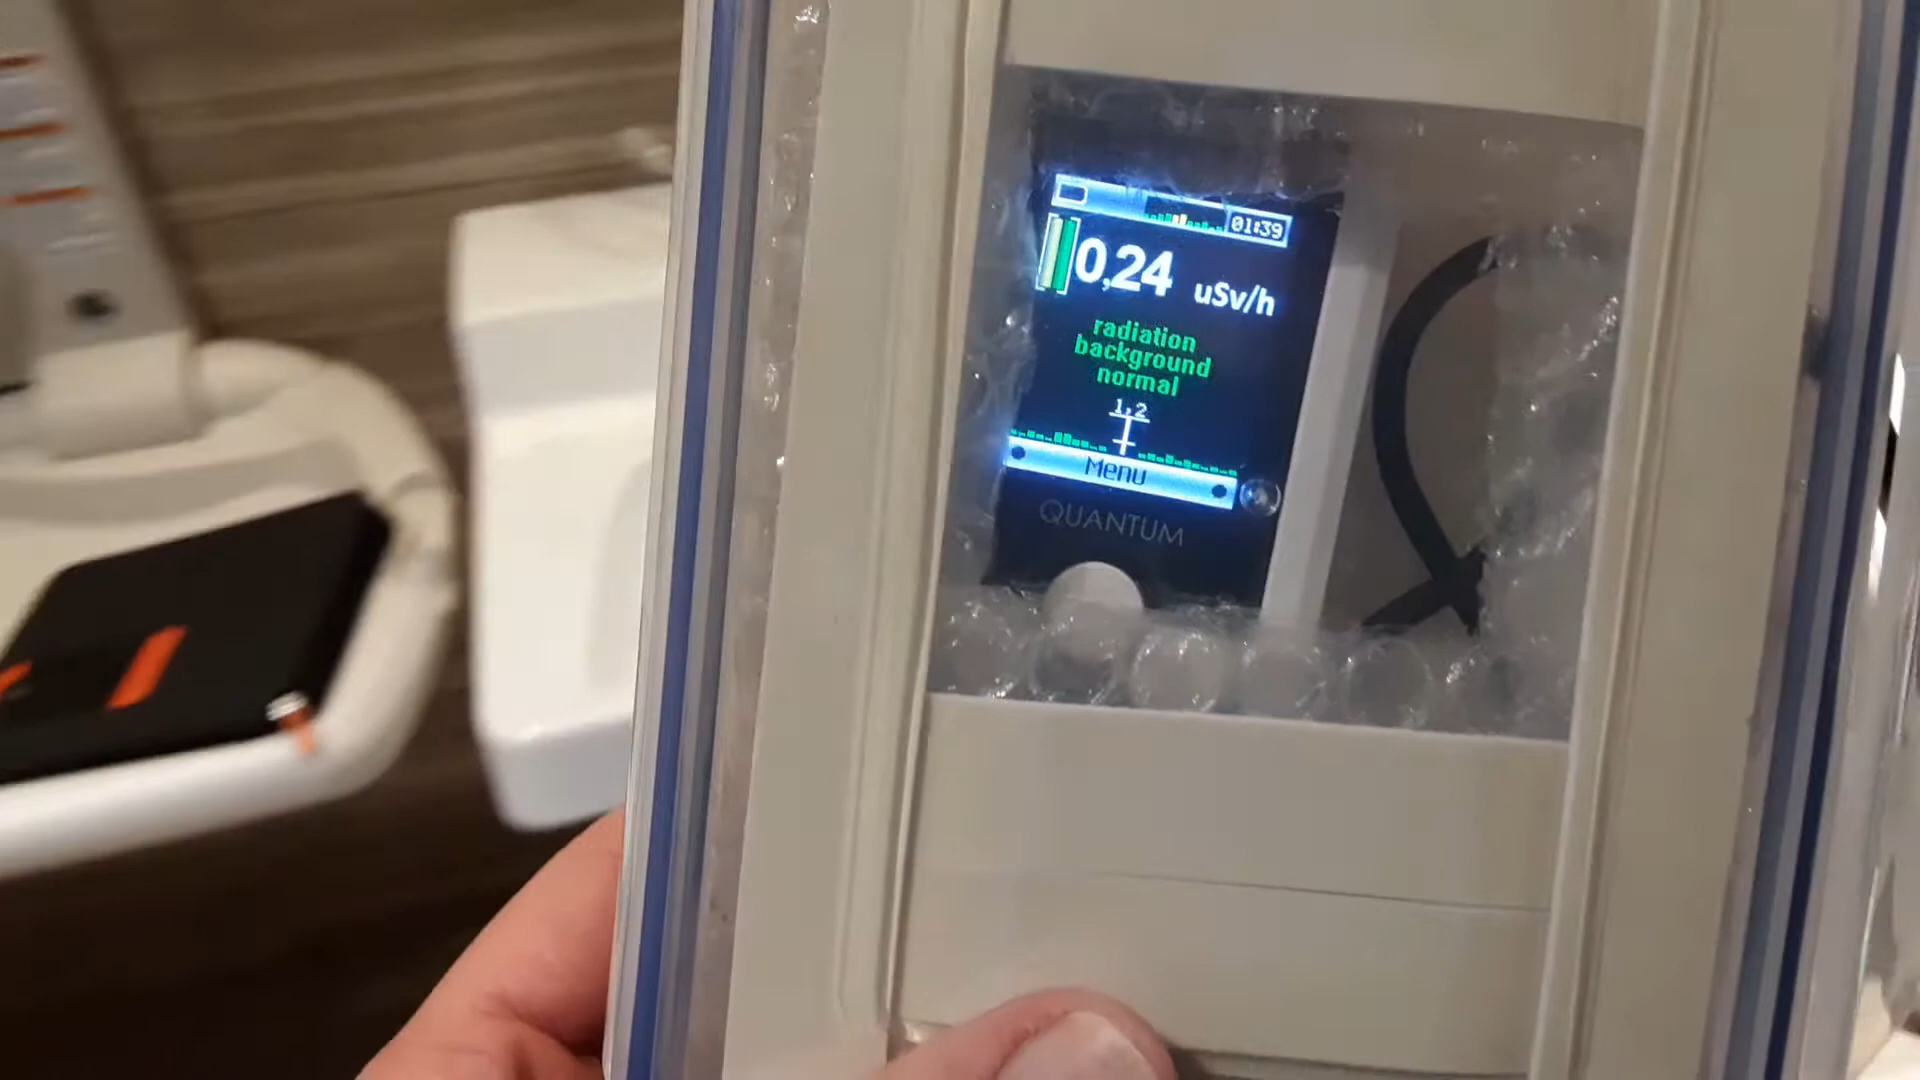 01:39
0,24 uSv/h
radiation
background
normal
1,2
Menu
QUANTUM